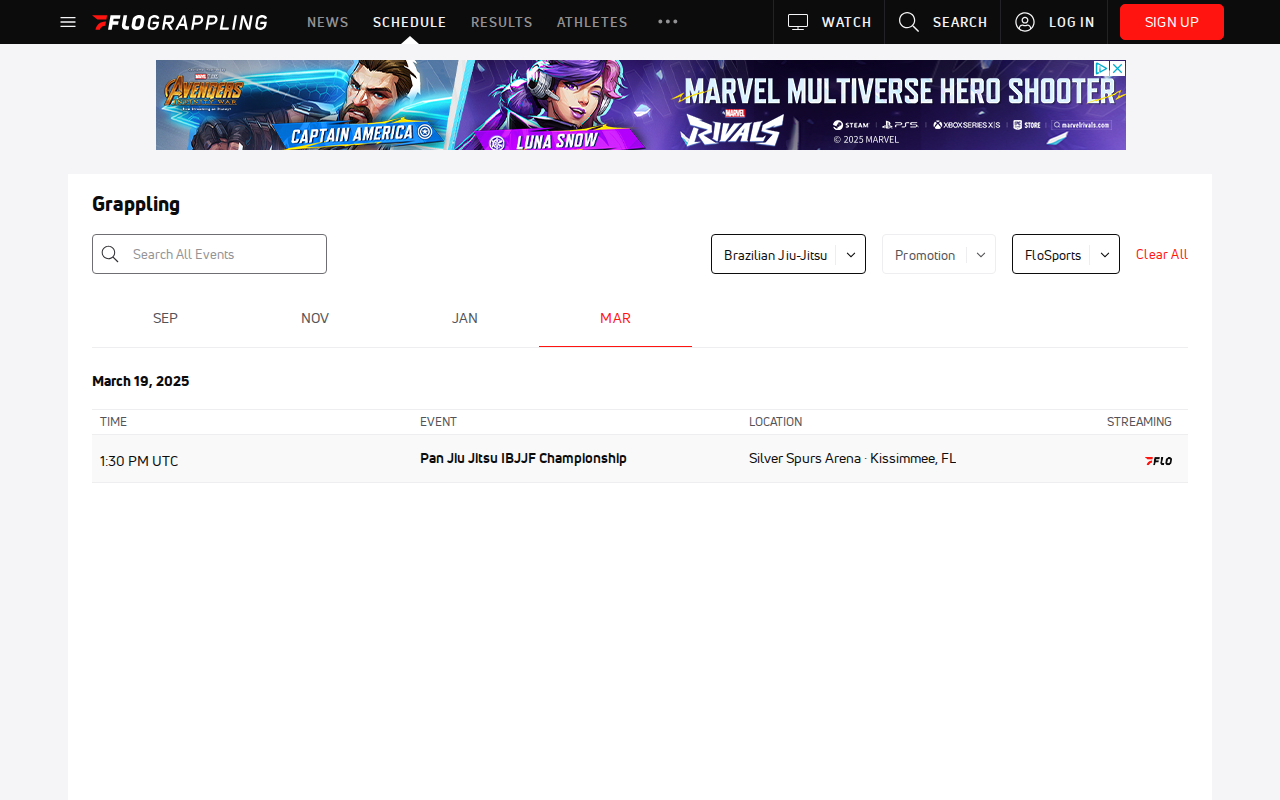 FLOGRAPPLING NEWS SCHEDULE RESULTS ATHLETES WATCH SEARCH LOG IN SIGN UP
MARVEL
AVENGERS
INFINITY WAR
CAPTAIN AMERICA
LUNA SNOW
MARVEL MULTIVERSE HERO SHOOTER
MARVEL
RIVALS
STEAM PS5 XBOX SERIES X|S STORE marvelrivals.com
© 2025 MARVEL
Grappling
Search All Events Brazilian Jiu-Jitsu Promotion FloSports Clear All
SEP NOV JAN MAR
March 19, 2025
TIME EVENT LOCATION STREAMING
1:30 PM UTC Pan Jiu Jitsu IBJJF Championship Silver Spurs Arena · Kissimmee, FL FLO